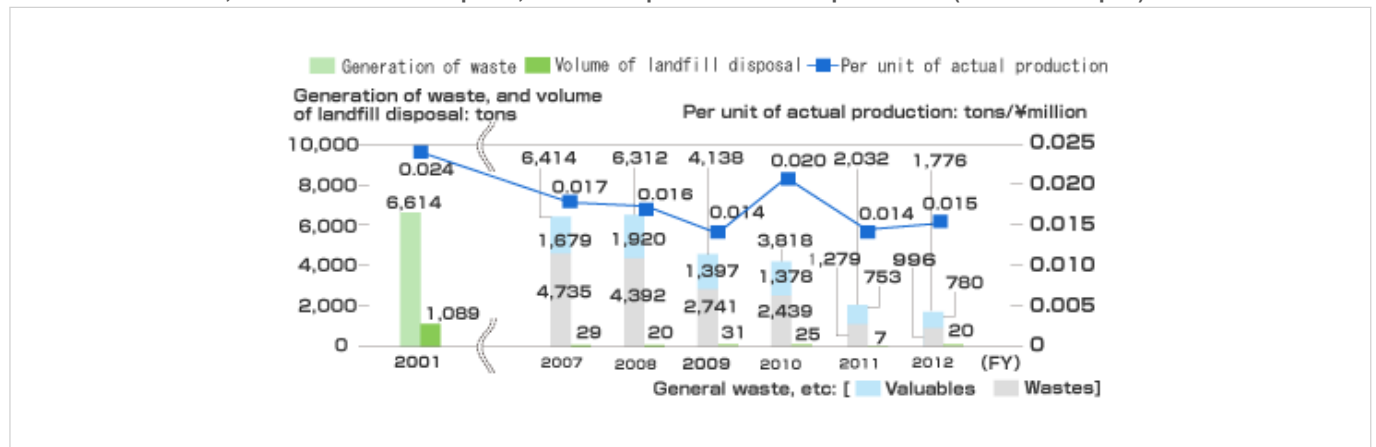 Generation of waste Volume of landfill disposal Per unit of actual production
Generation of waste, and volume
of landfill disposal: tons
Per unit of actual production: tons/¥million
10,000 0.025
6,414 6,312 4,138 0.020 2,032 1,776
0.024
8,000 0.017 0.016 0.014 0.014 0.015 0.020
6,614
6,000 1,679 1,920 3,818 1,279 996 0.015
4,000 1,397 1,378 753 780 0.010
4,735 4,392 2,741 2,439
2,000 0.005
1,089 29 20 31 25 7 20
0 0
2001 2007 2008 2009 2010 2011 2012 (FY)
General waste, etc: [ Valuables Wastes]